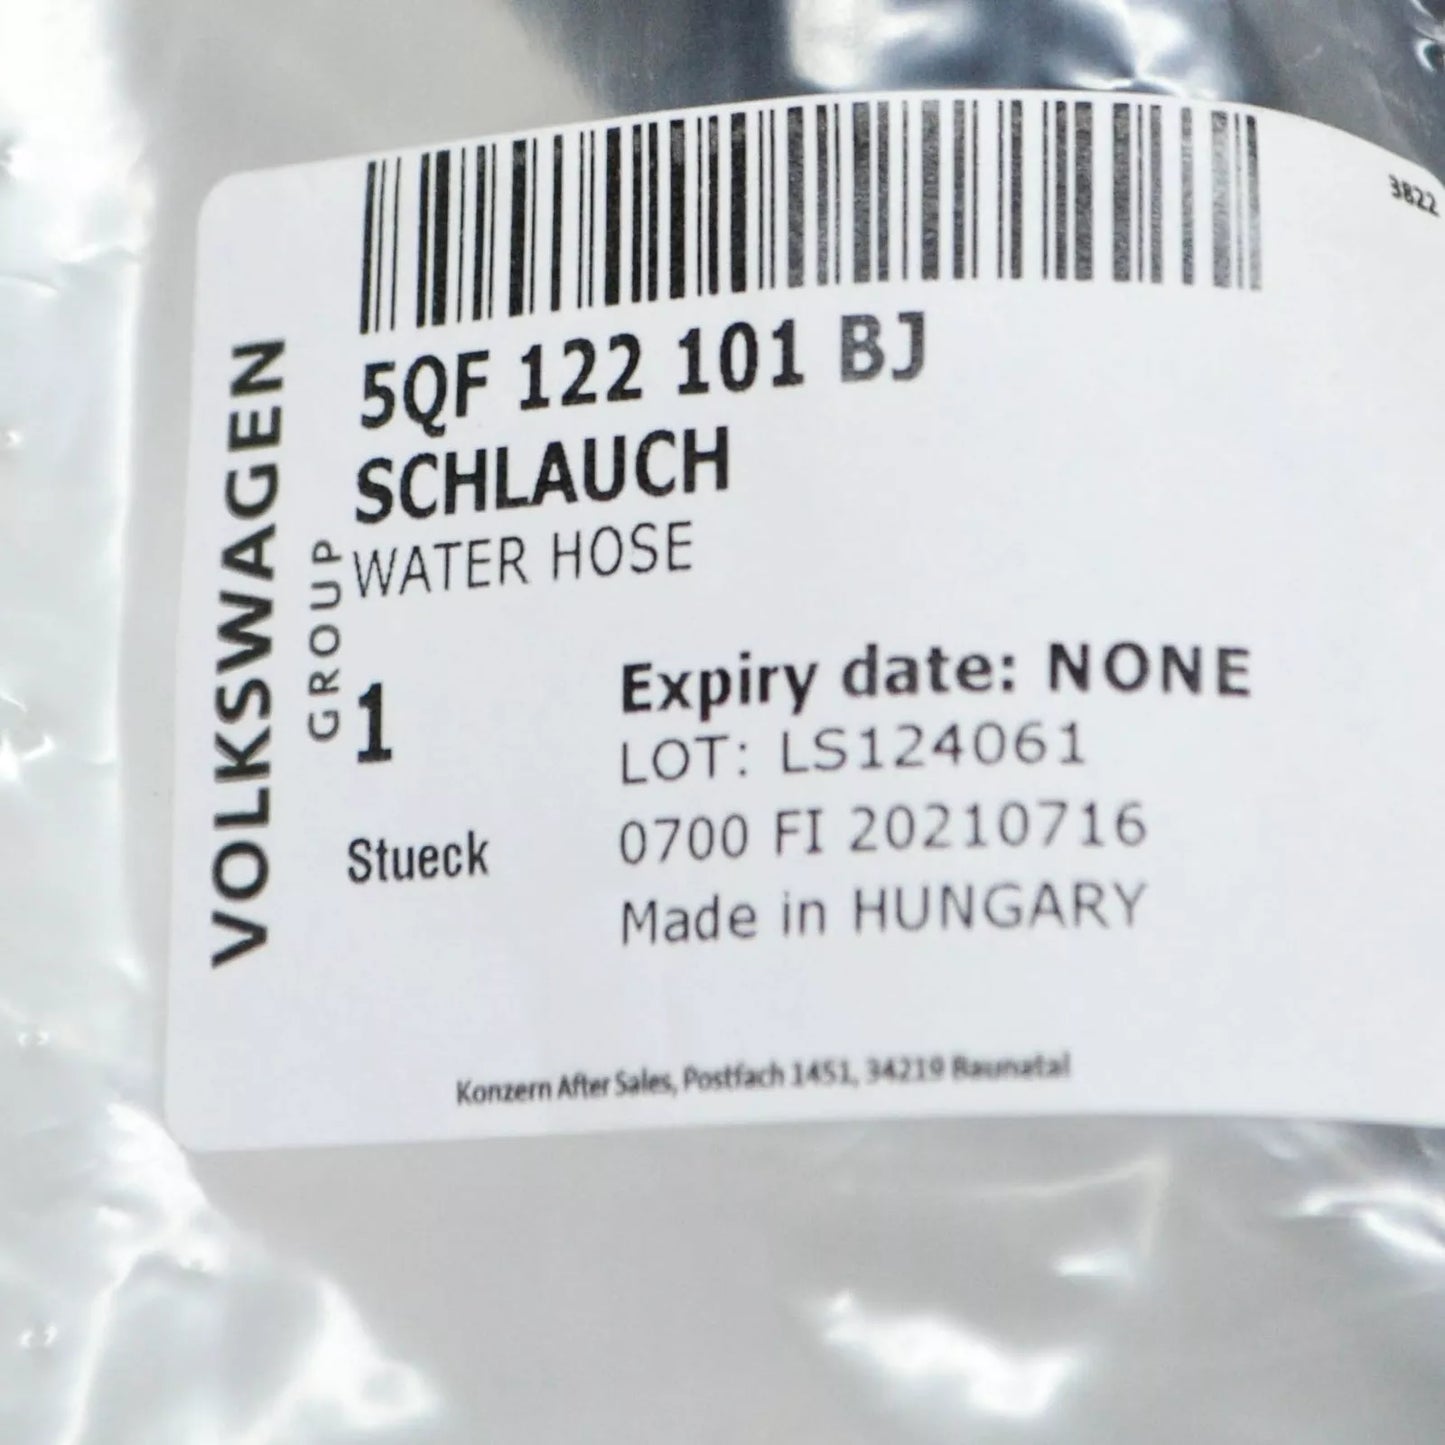 3822
5QF 122 101 BJ
SCHLAUCH
WATER HOSE
VOLKSWAGEN
GROUP
1
Stueck
Expiry date: NONE
LOT: LS124061
0700 FI 20210716
Made in HUNGARY
Konzern After Sales, Postfach 1451, 34219 Baunatal